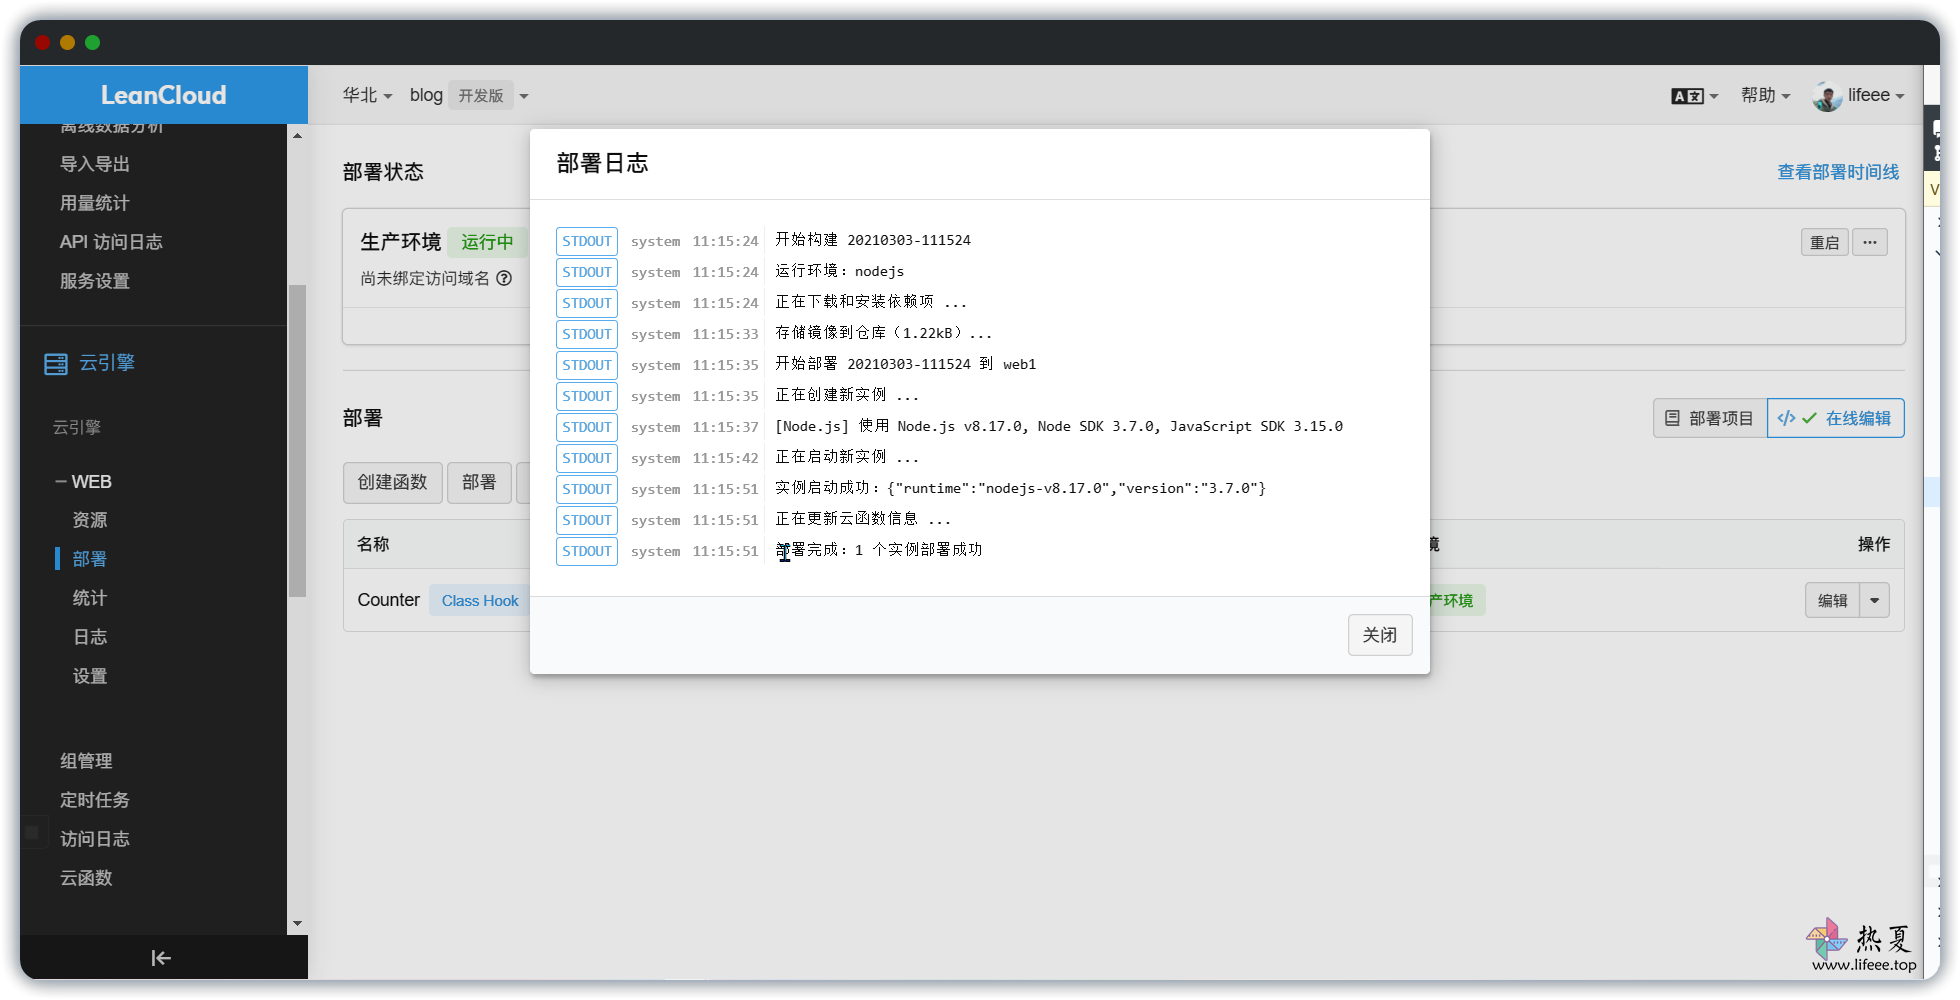 LeanCloud
华北
blog
开发版
帮助
lifeee
离线数据分析
导入导出
用量统计
API 访问日志
服务设置
云引擎
云引擎
WEB
资源
部署
统计
日志
设置
组管理
定时任务
访问日志
云函数
部署状态
查看部署时间线
生产环境 运行中
尚未绑定访问域名
重启
部署
部署项目
在线编辑
创建函数
部署
名称
操作
Counter
Class Hook
产环境
编辑
部署日志
STDOUT system 11:15:24 开始构建 20210303-111524
STDOUT system 11:15:24 运行环境：nodejs
STDOUT system 11:15:24 正在下载和安装依赖项 ...
STDOUT system 11:15:33 存储镜像到仓库（1.22kB）...
STDOUT system 11:15:35 开始部署 20210303-111524 到 web1
STDOUT system 11:15:35 正在创建新实例 ...
STDOUT system 11:15:37 [Node.js] 使用 Node.js v8.17.0, Node SDK 3.7.0, JavaScript SDK 3.15.0
STDOUT system 11:15:42 正在启动新实例 ...
STDOUT system 11:15:51 实例启动成功：{"runtime":"nodejs-v8.17.0","version":"3.7.0"}
STDOUT system 11:15:51 正在更新云函数信息 ...
STDOUT system 11:15:51 部署完成：1 个实例部署成功
关闭
热夏
www.lifeee.top